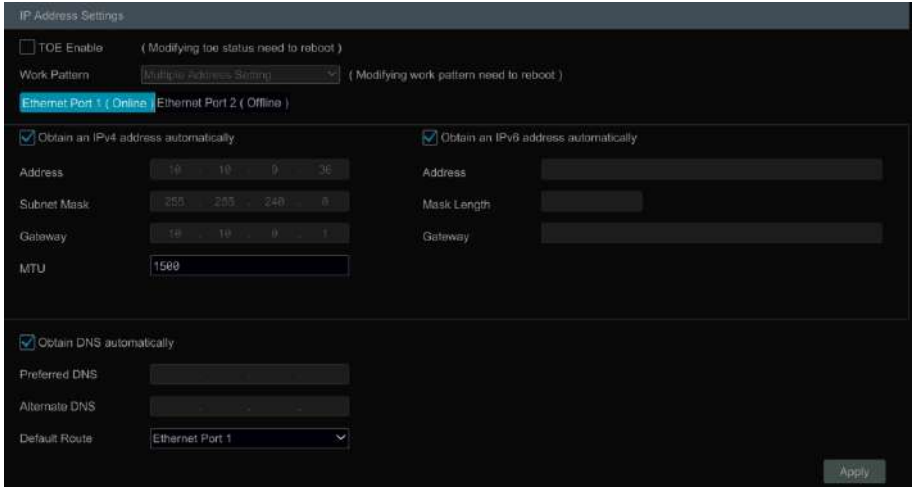 IP Address Settings
TOE Enable ( Modifying toe status need to reboot )
Work Pattern Multiple Address Setting ( Modifying work pattern need to reboot )
Ethernet Port 1 ( Online ) Ethernet Port 2 ( Offline )
Obtain an IPv4 address automatically
Address 10 . 10 . 0 . 36
Subnet Mask 255 . 255 . 240 . 0
Gateway 10 . 10 . 0 . 1
MTU 1500
Obtain an IPv6 address automatically
Address
Mask Length
Gateway
Obtain DNS automatically
Preferred DNS . . .
Alternate DNS . . .
Default Route Ethernet Port 1
Apply